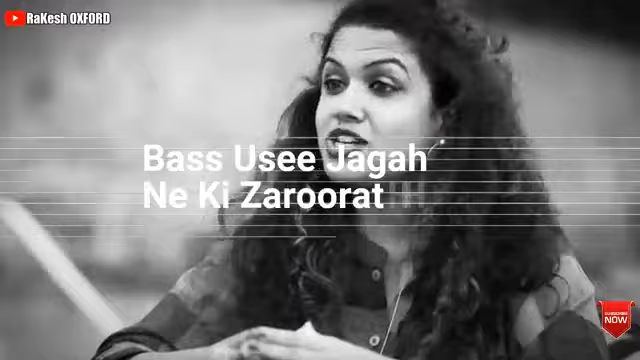 RaKesh OXFORD
Bass Usee Jagah
Ne Ki Zaroorat
SUBSCRIBE
NOW